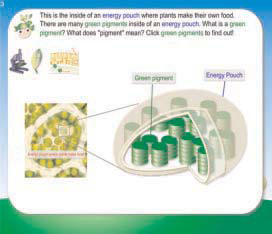 This is the inside of an energy pouch where plants make their own food.
There are many green pigments inside of an energy pouch. What is a green
pigment? What does "pigment" mean? Click green pigments to find out!
Green pigment
Energy Pouch